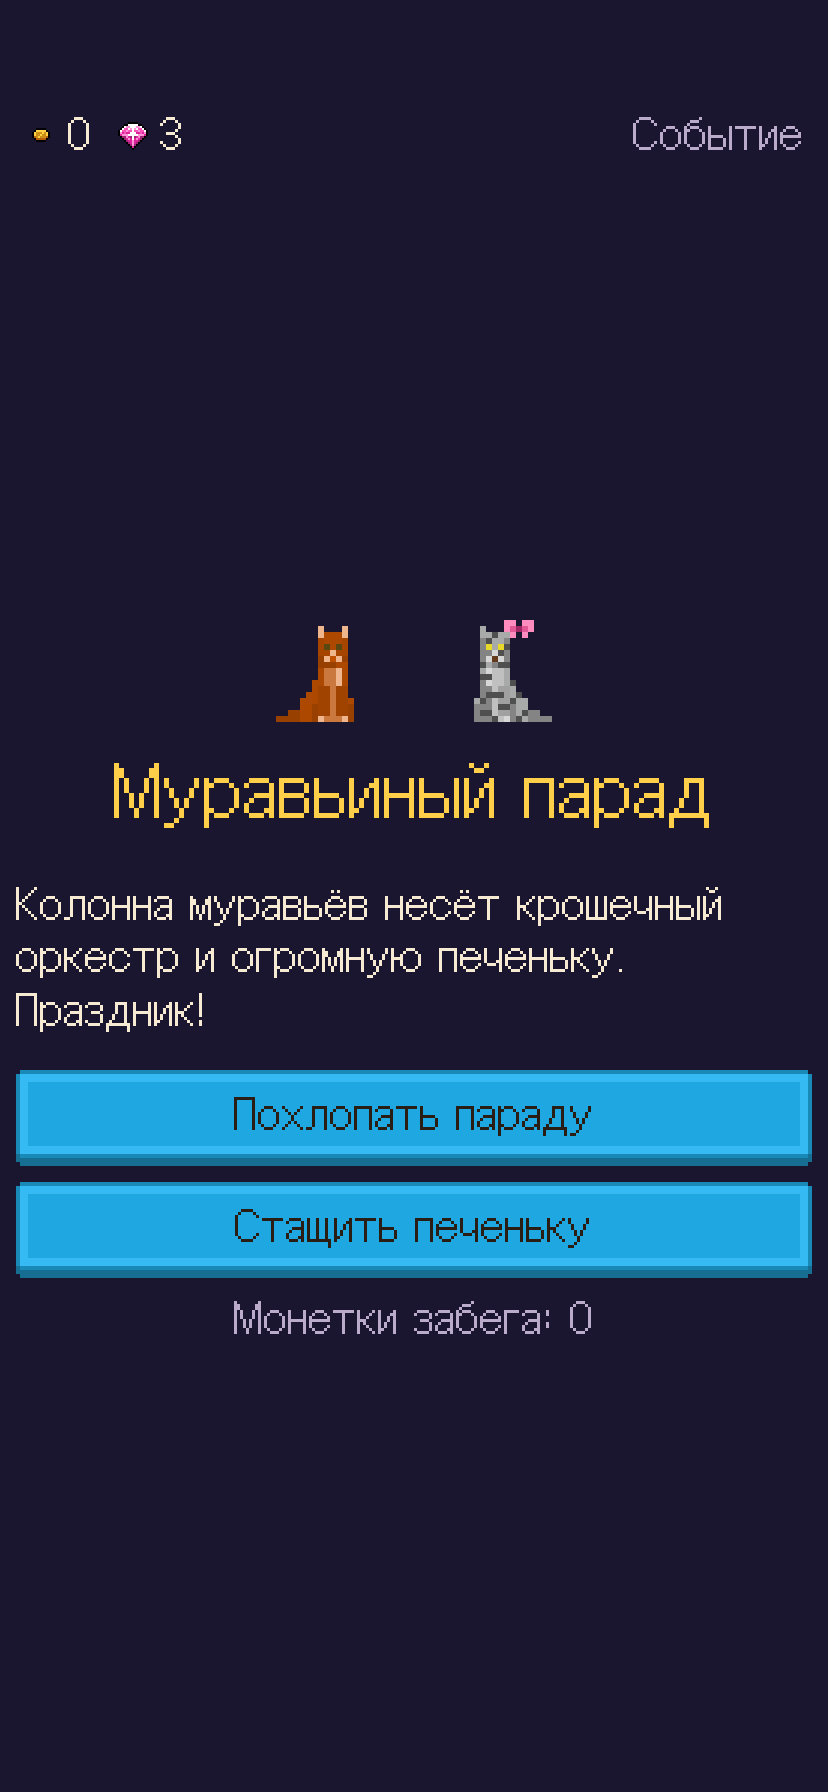 0 3 Событие
Муравьиный парад
Колонна муравьёв несёт крошечный
оркестр и огромную печеньку.
Праздник!
Похлопать параду
Стащить печеньку
Монетки забега: 0